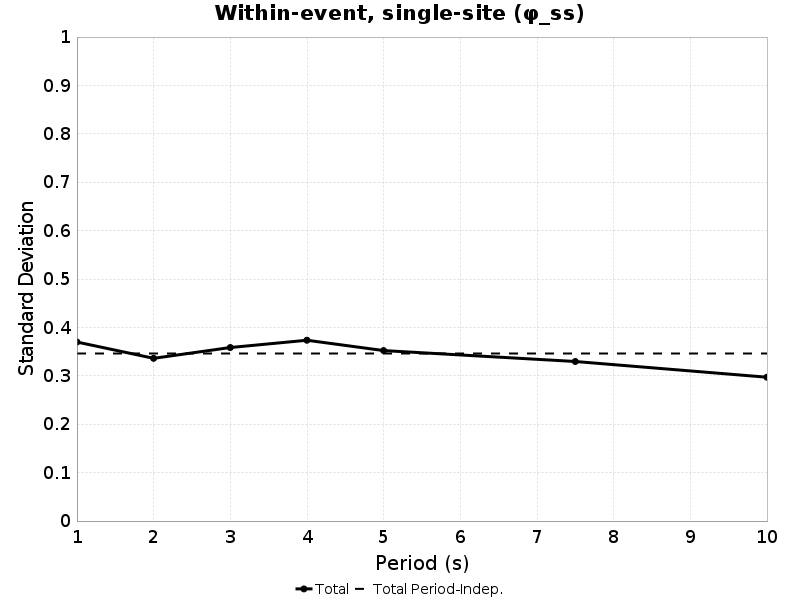 Within-event, single-site (φ_ss)
1
0.9
0.8
0.7
0.6
0.5
0.4
0.3
0.2
0.1
0
Standard Deviation
1 2 3 4 5 6 7 8 9 10
Period (s)
Total Total Period-Indep.